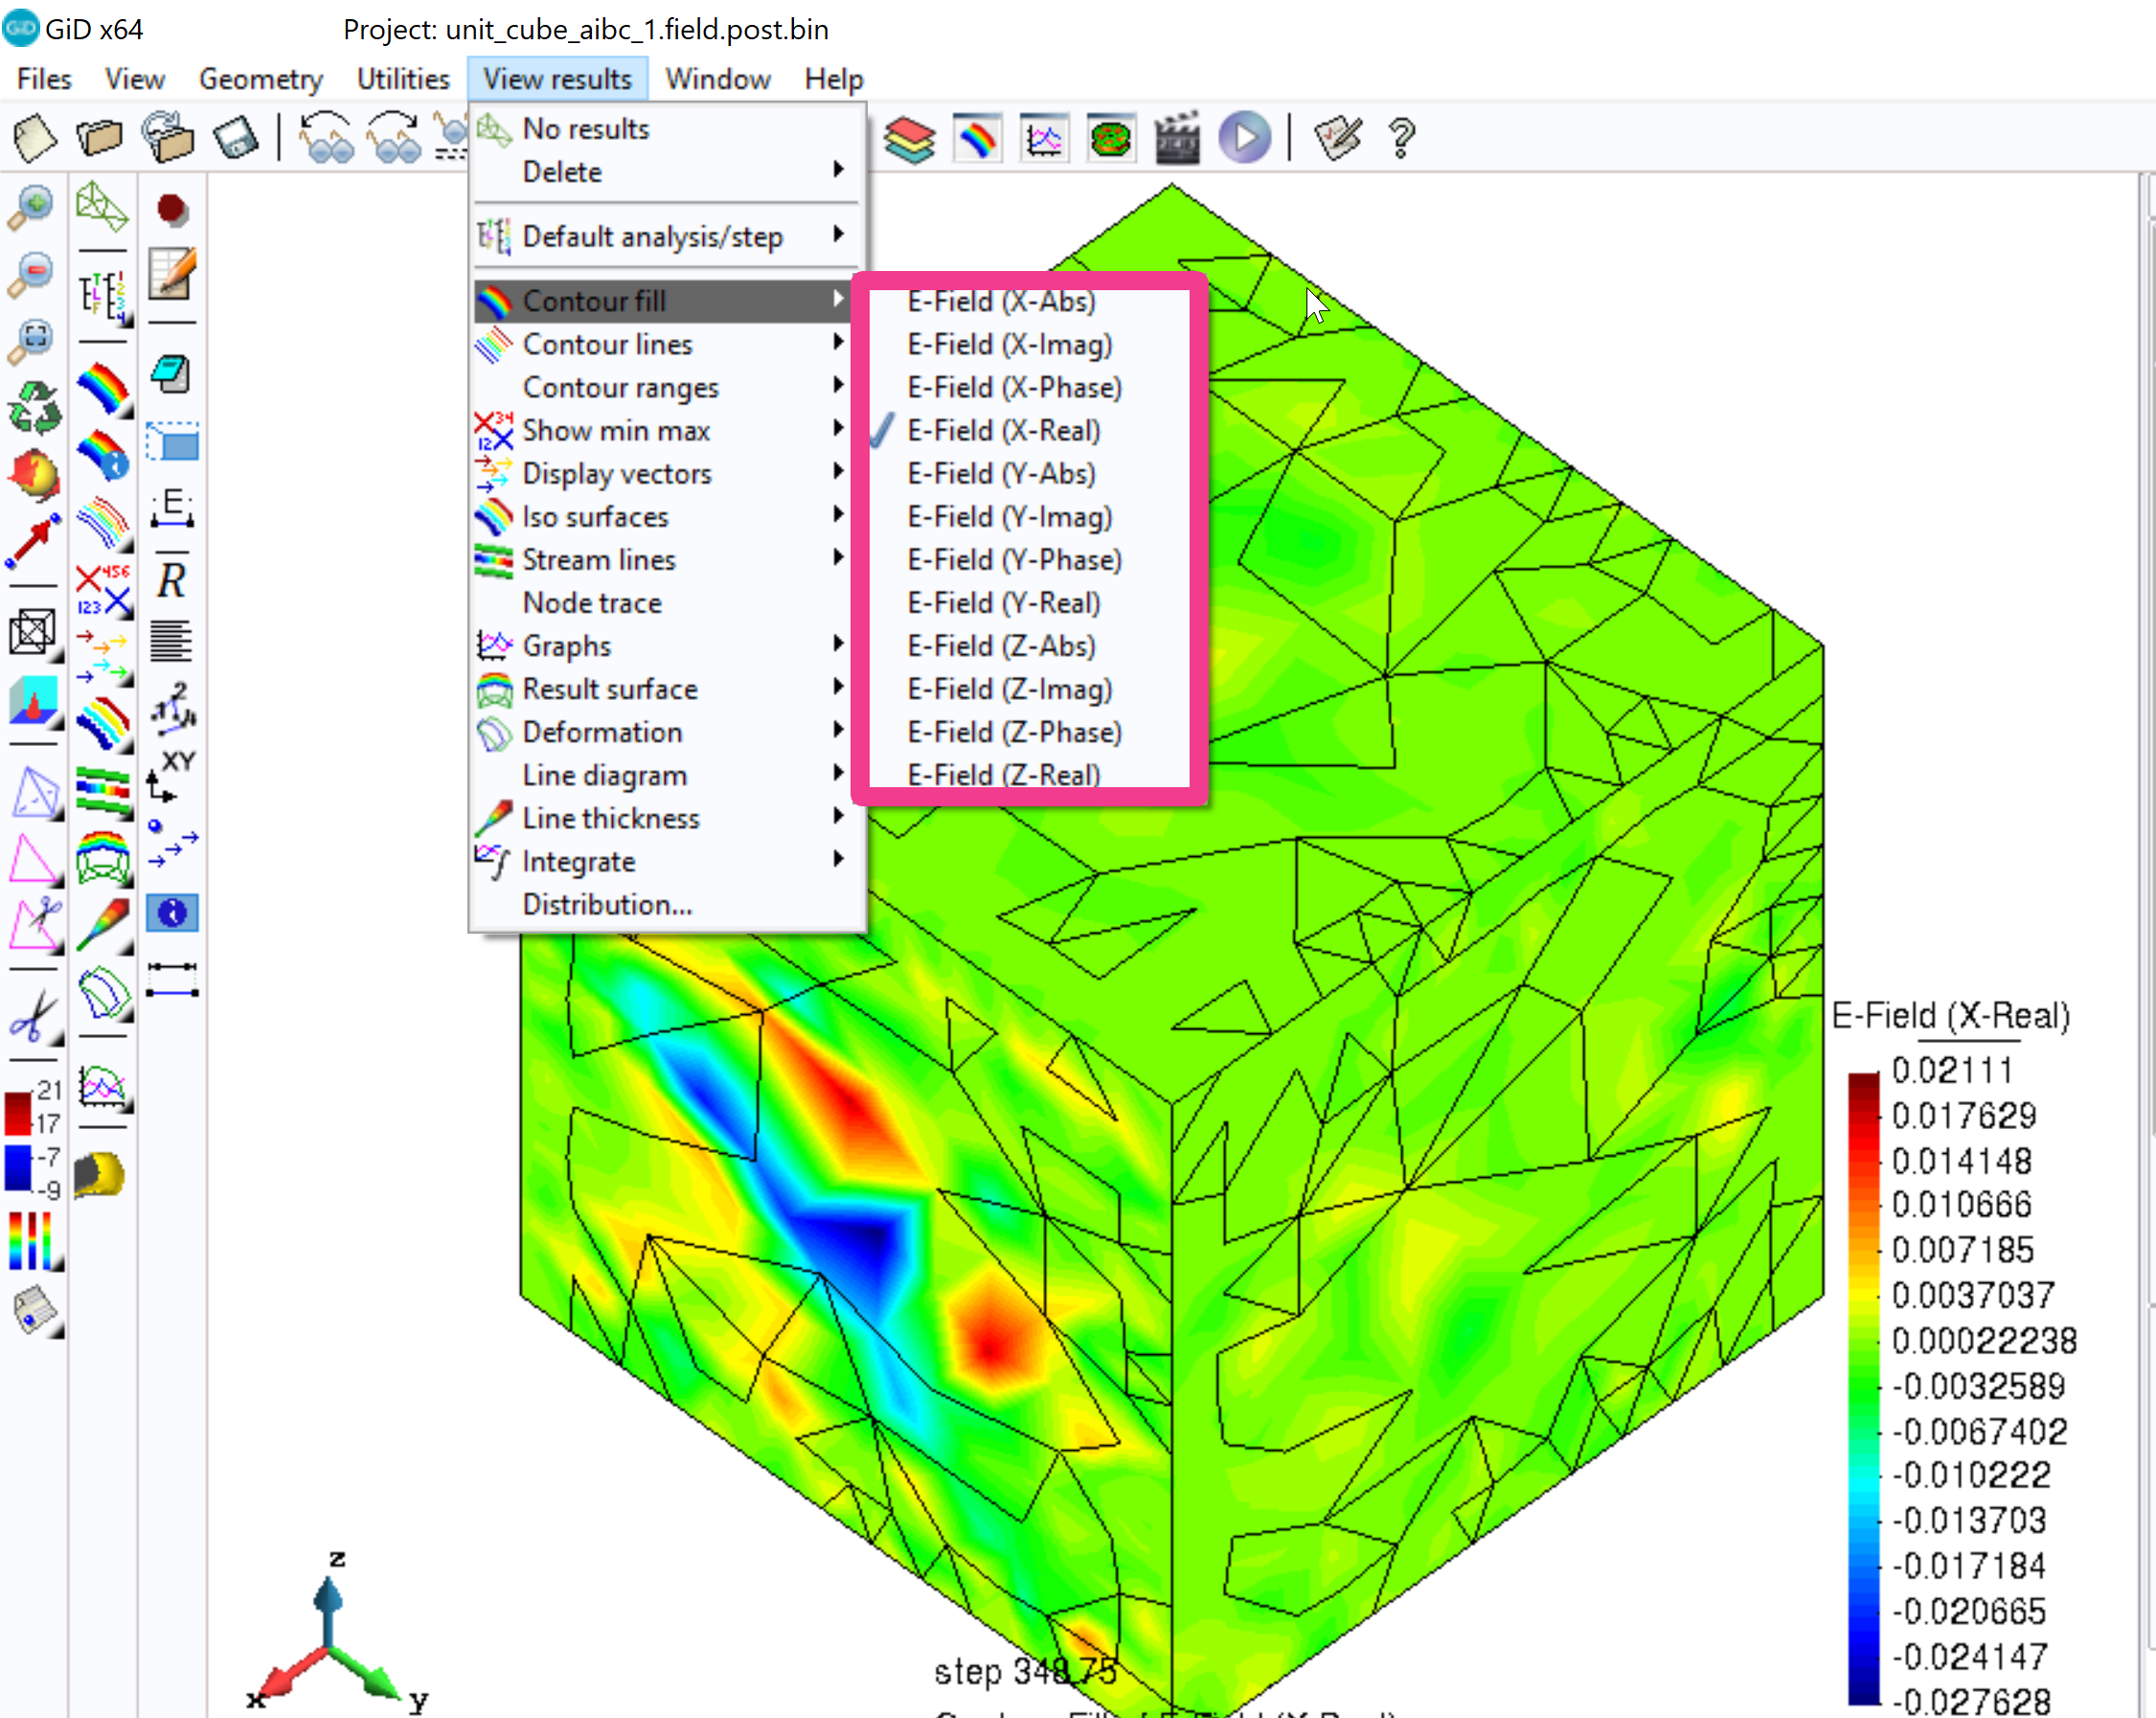 GiD x64 Project: unit_cube_aibc_1.field.post.bin
Files View Geometry Utilities View results Window Help
No results
Delete
Default analysis/step
Contour fill
Contour lines
Contour ranges
Show min max
Display vectors
Iso surfaces
Stream lines
Node trace
Graphs
Result surface
Deformation
Line diagram
Line thickness
Integrate
Distribution...
E-Field (X-Abs)
E-Field (X-Imag)
E-Field (X-Phase)
E-Field (X-Real)
E-Field (Y-Abs)
E-Field (Y-Imag)
E-Field (Y-Phase)
E-Field (Y-Real)
E-Field (Z-Abs)
E-Field (Z-Imag)
E-Field (Z-Phase)
E-Field (Z-Real)
E
R
XY
21
17
-7
-9
E-Field (X-Real)
0.02111
0.017629
0.014148
0.010666
0.007185
0.0037037
0.00022238
-0.0032589
-0.0067402
-0.010222
-0.013703
-0.017184
-0.020665
-0.024147
-0.027628
z
x
y
step 348.75